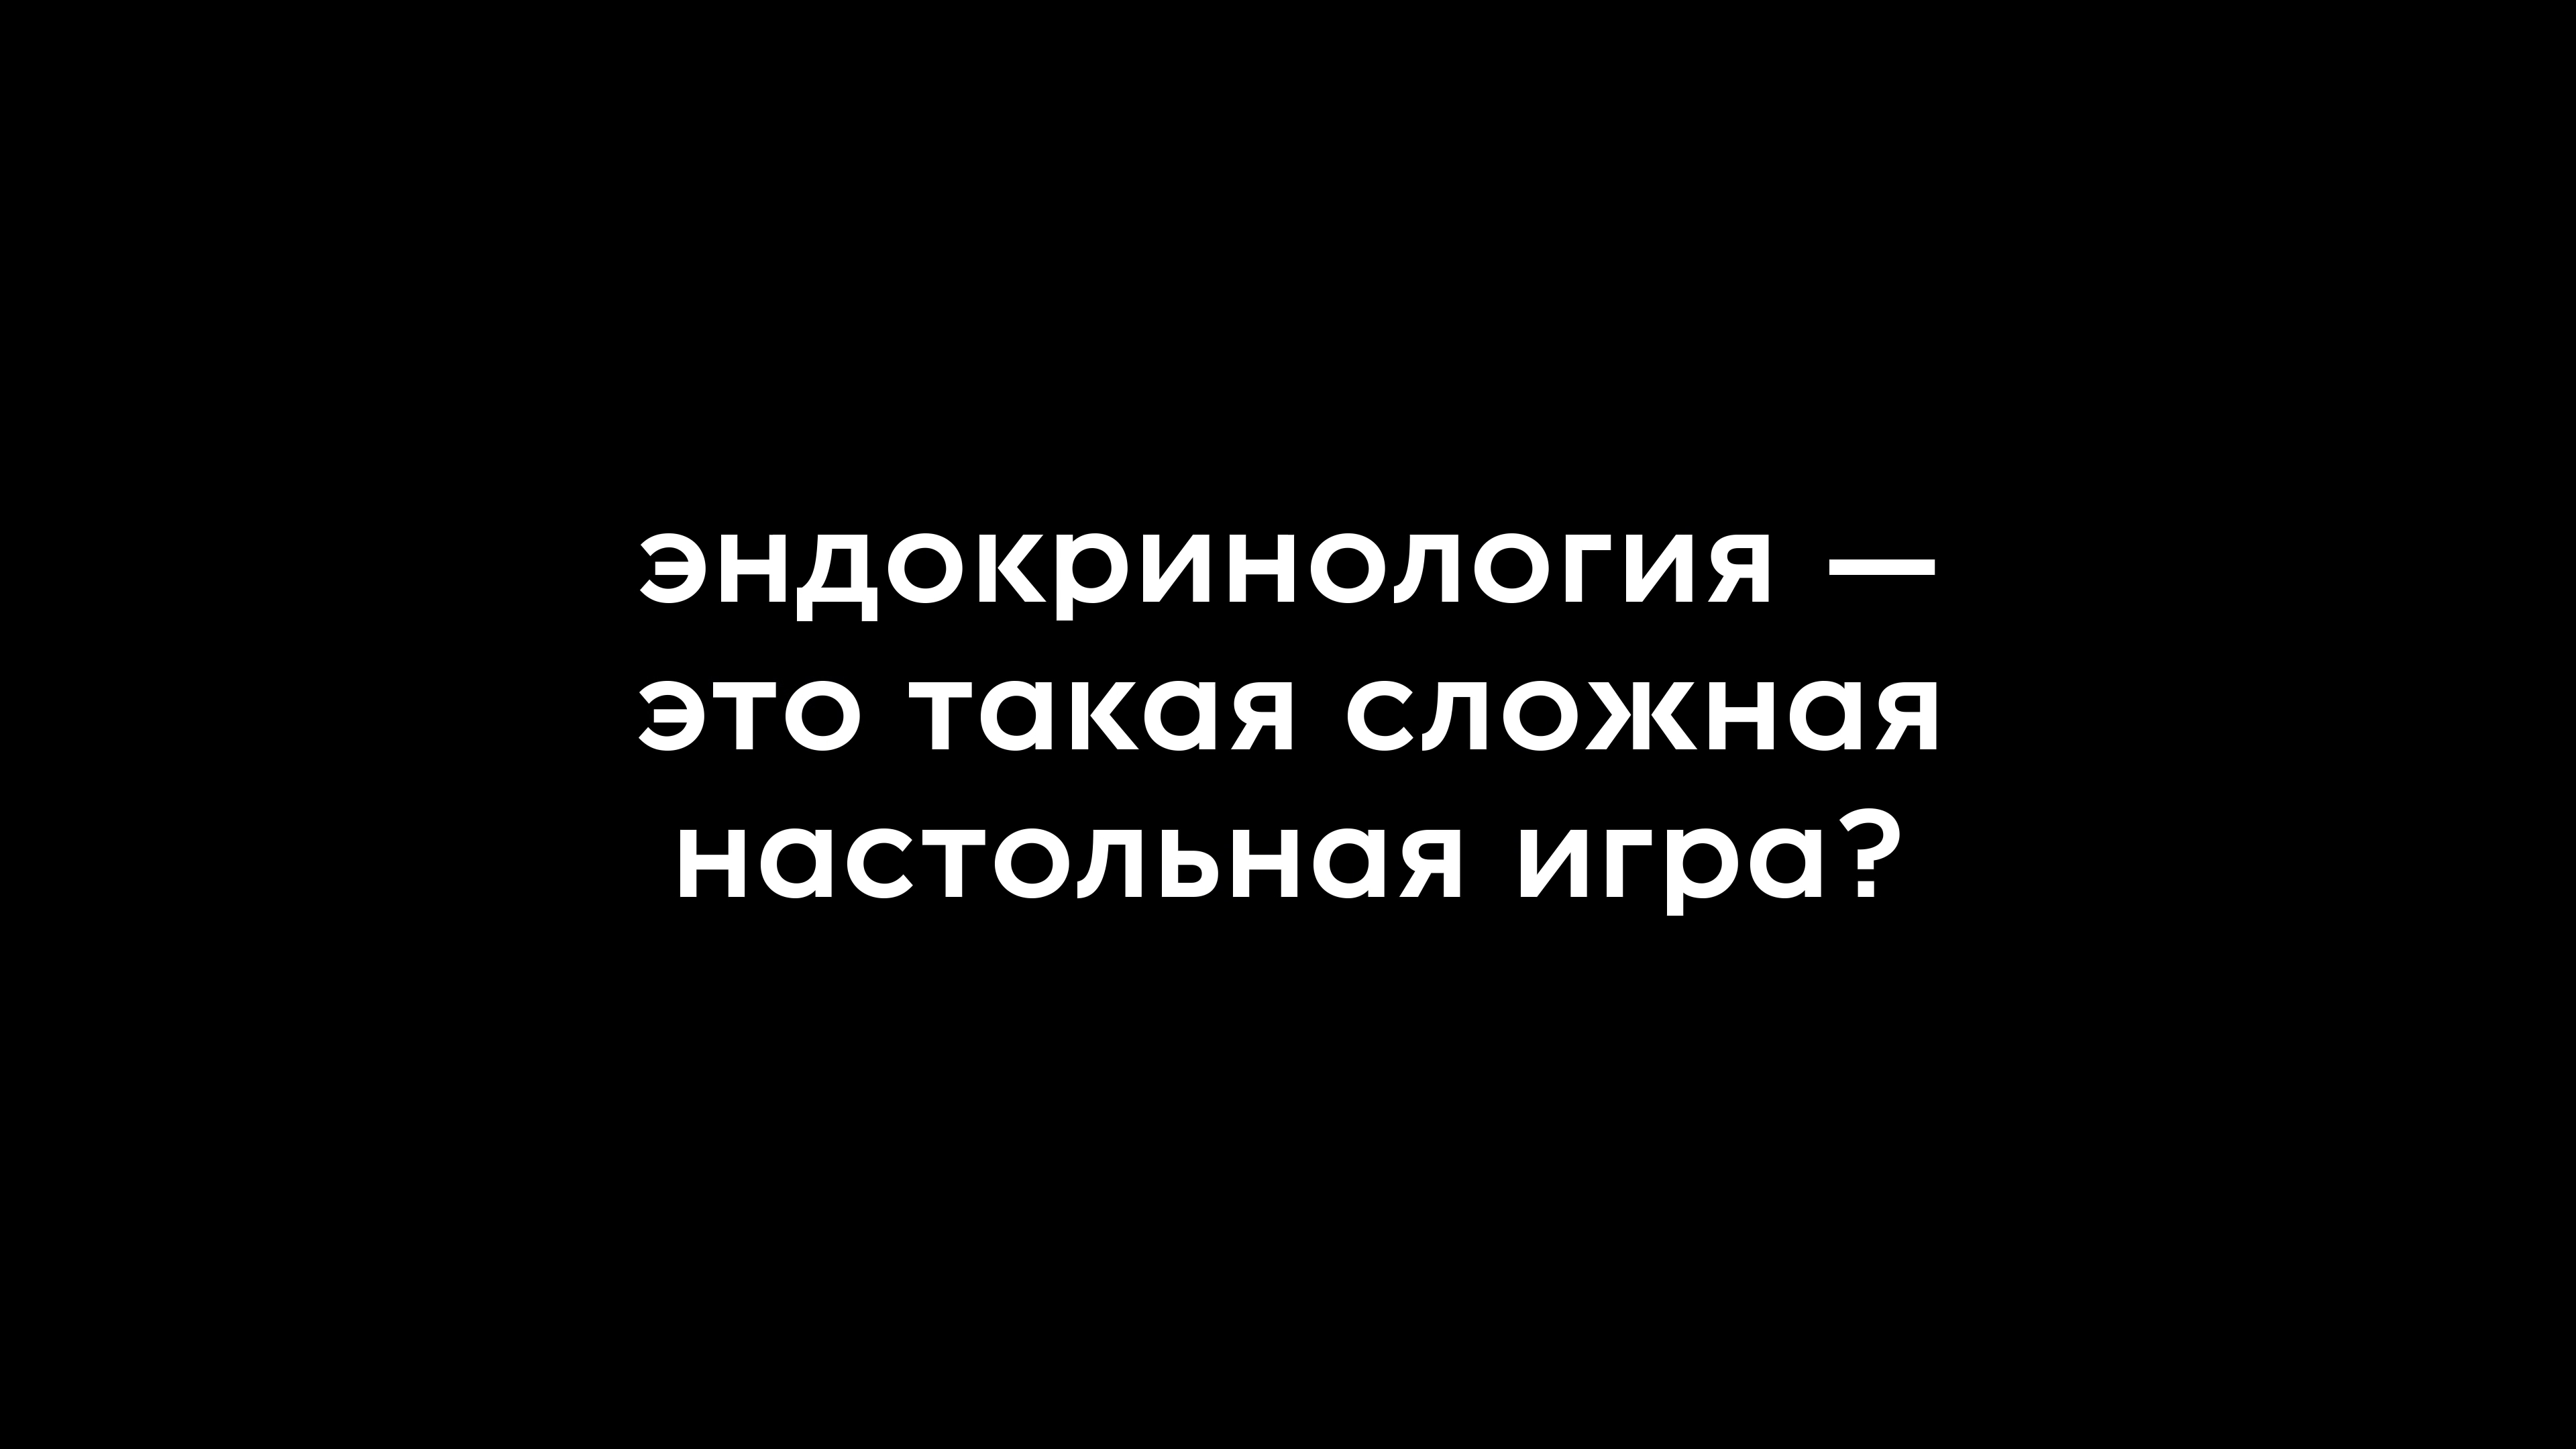 эндокринология —
это такая сложная
настольная игра?